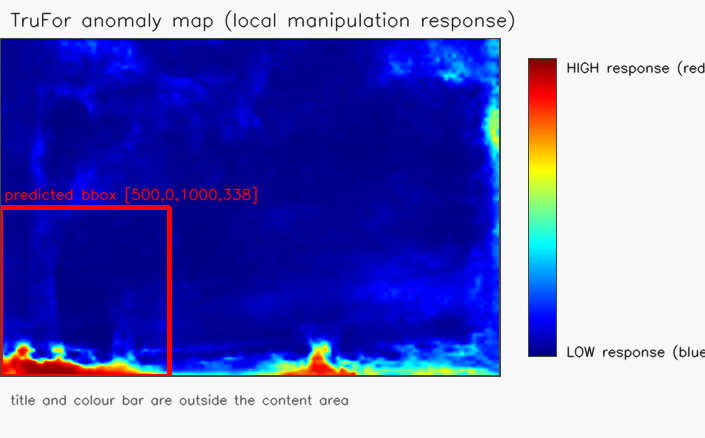 TruFor anomaly map (local manipulation response)
HIGH response (red
predicted bbox [500,0,1000,338]
LOW response (blue
title and colour bar are outside the content area